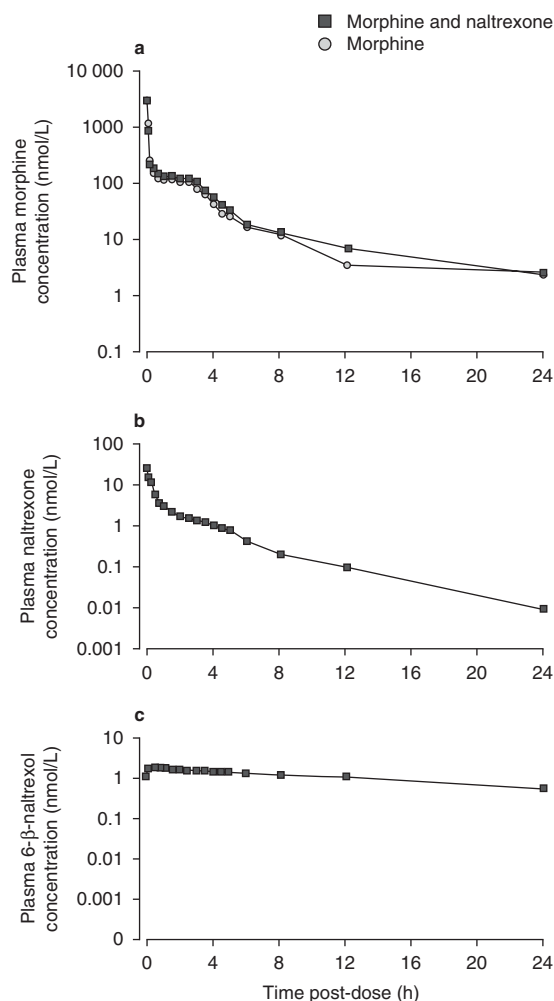 Morphine and naltrexone
Morphine
a
Plasma morphine
concentration (nmol/L)
10 000
1000
100
10
1
0.1
0 4 8 12 16 20 24
b
Plasma naltrexone
concentration (nmol/L)
100
10
1
0.1
0.01
0.001
0 4 8 12 16 20 24
c
Plasma 6-β-naltrexol
concentration (nmol/L)
10
1
0.1
0.01
0.001
0
0 4 8 12 16 20 24
Time post-dose (h)